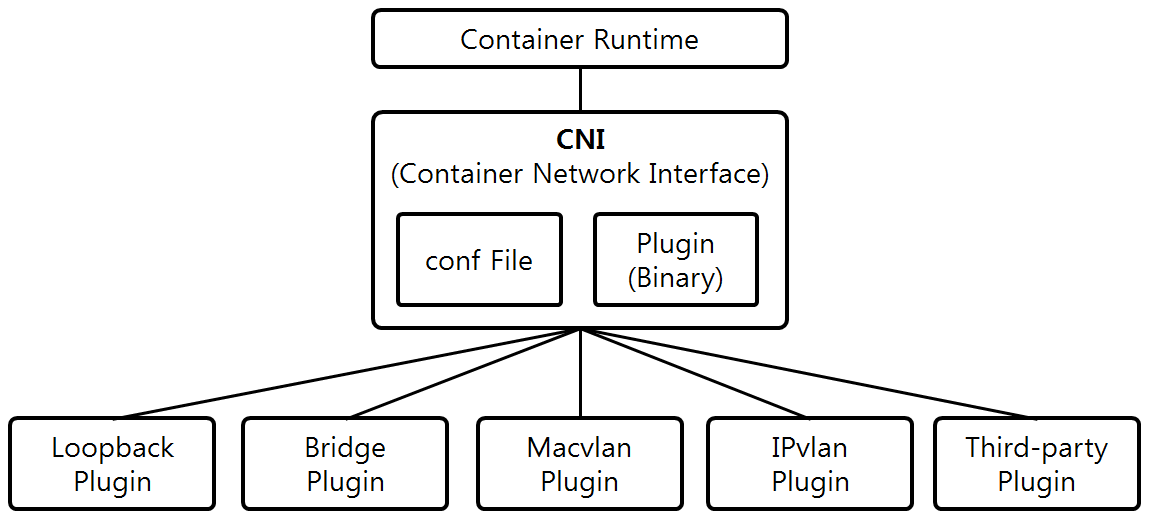 Container Runtime
CNI
(Container Network Interface)
conf File
Plugin
(Binary)
Loopback
Plugin
Bridge
Plugin
Macvlan
Plugin
IPvlan
Plugin
Third-party
Plugin